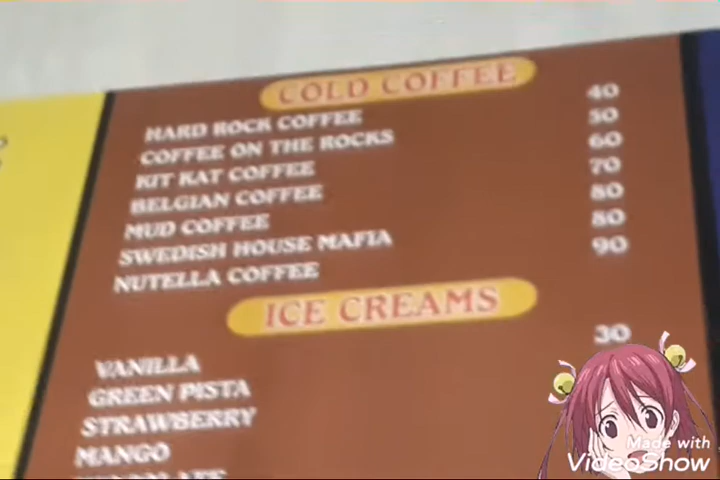 COLD COFFEE
HARD ROCK COFFEE 40
COFFEE ON THE ROCKS 50
KIT KAT COFFEE 60
BELGIAN COFFEE 70
MUD COFFEE 80
SWEDISH HOUSE MAFIA 80
NUTELLA COFFEE 90
ICE CREAMS
VANILLA 30
GREEN PISTA
STRAWBERRY
MANGO
Made with
VideoShow